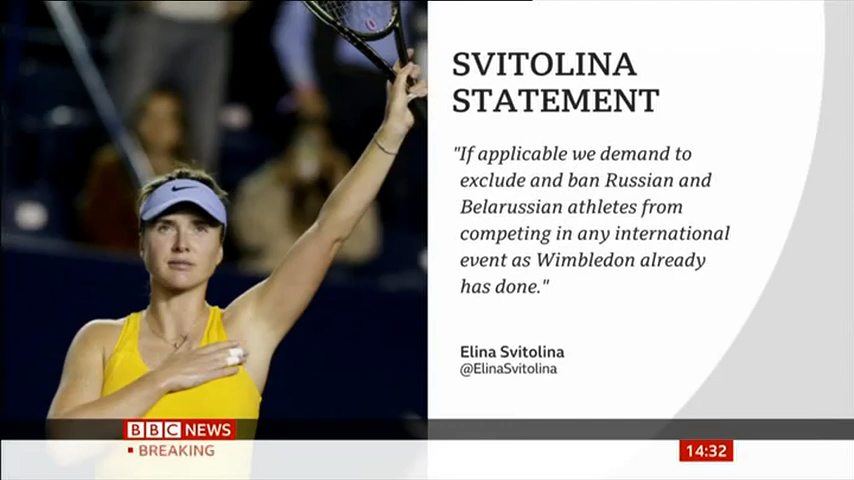 SVITOLINA
STATEMENT
"If applicable we demand to
exclude and ban Russian and
Belarussian athletes from
competing in any international
event as Wimbledon already
has done."
Elina Svitolina
@ElinaSvitolina
BBC NEWS
BREAKING
14:32